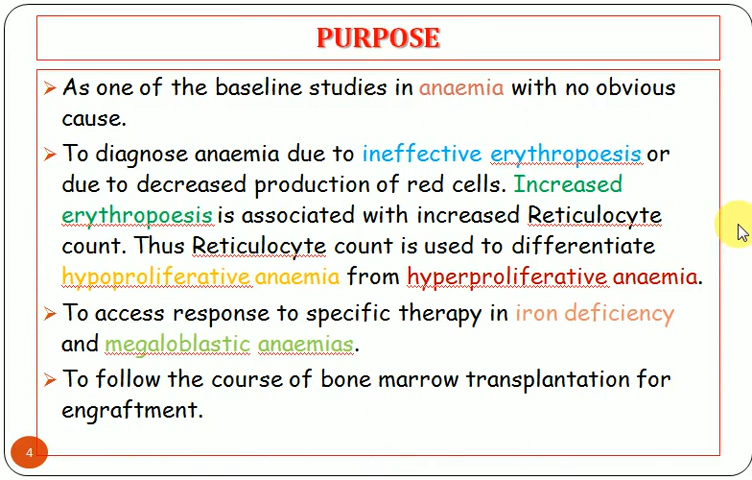 PURPOSE
As one of the baseline studies in anaemia with no obvious
cause.
To diagnose anaemia due to ineffective erythropoesis or
due to decreased production of red cells. Increased
erythropoesis is associated with increased Reticulocyte
count. Thus Reticulocyte count is used to differentiate
hypoproliferative anaemia from hyperproliferative anaemia.
To access response to specific therapy in iron deficiency
and megaloblastic anaemias.
To follow the course of bone marrow transplantation for
engraftment.
4